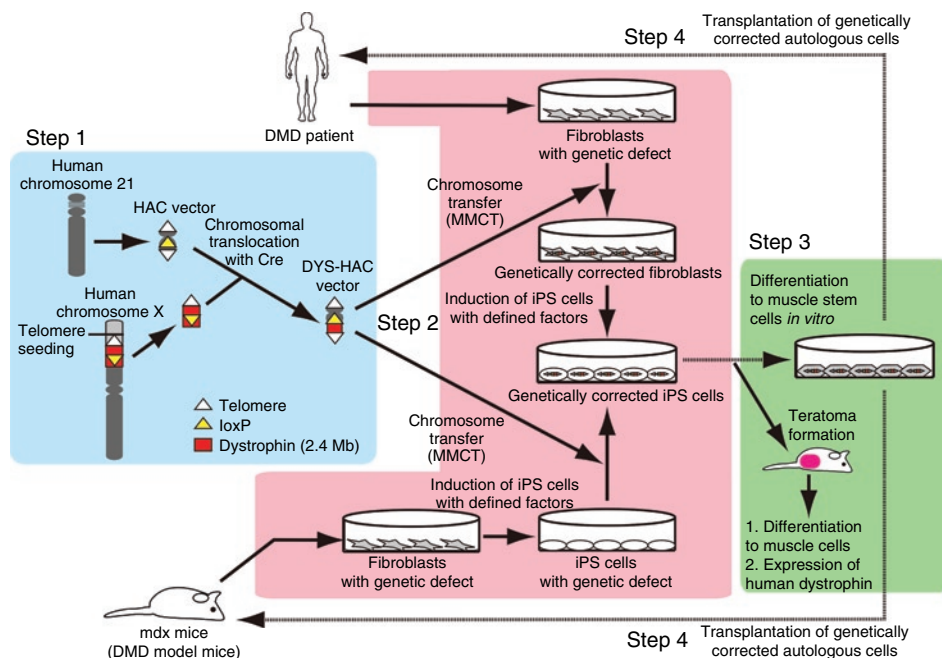 Step 4
Transplantation of genetically
corrected autologous cells
DMD patient
Fibroblasts
with genetic defect
Step 1
Human
chromosome 21
HAC vector
Chromosomal
translocation
with Cre
DYS-HAC
vector
Human
chromosome X
Telomere
seeding
Telomere
loxP
Dystrophin (2.4 Mb)
Step 2
Chromosome
transfer
(MMCT)
Genetically corrected fibroblasts
Induction of iPS cells
with defined factors
Genetically corrected iPS cells
Chromosome
transfer
(MMCT)
Induction of iPS cells
with defined factors
Fibroblasts
with genetic defect
iPS cells
with genetic defect
Step 3
Differentiation
to muscle stem
cells in vitro
Teratoma
formation
1. Differentiation
to muscle cells
2. Expression of
human dystrophin
mdx mice
(DMD model mice)
Step 4
Transplantation of genetically
corrected autologous cells